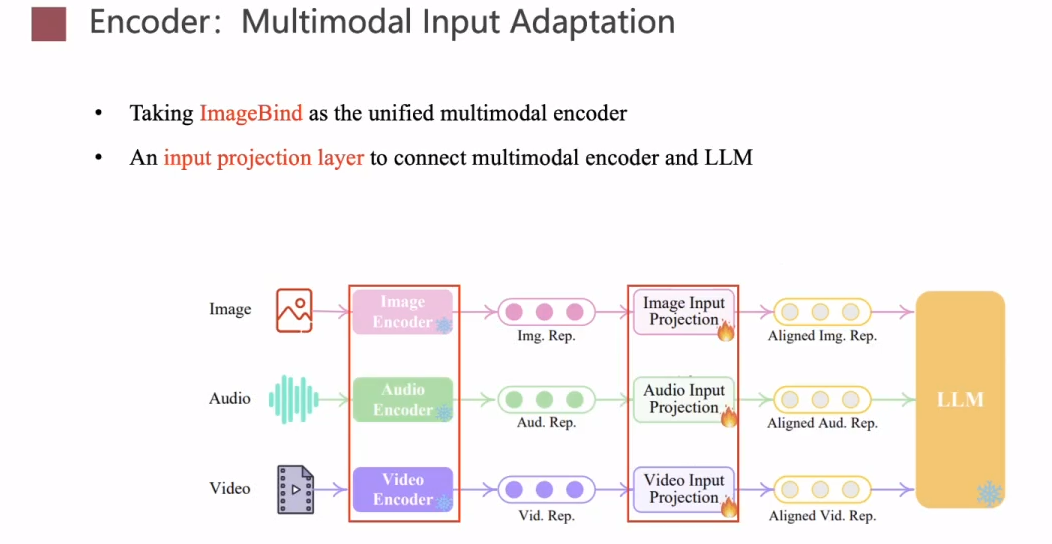 Encoder：Multimodal Input Adaptation
• Taking ImageBind as the unified multimodal encoder
• An input projection layer to connect multimodal encoder and LLM
Image
Image
Encoder
Img. Rep.
Image Input
Projection
Aligned Img. Rep.
Audio
Audio
Encoder
Aud. Rep.
Audio Input
Projection
Aligned Aud. Rep.
LLM
Video
Video
Encoder
Vid. Rep.
Video Input
Projection
Aligned Vid. Rep.